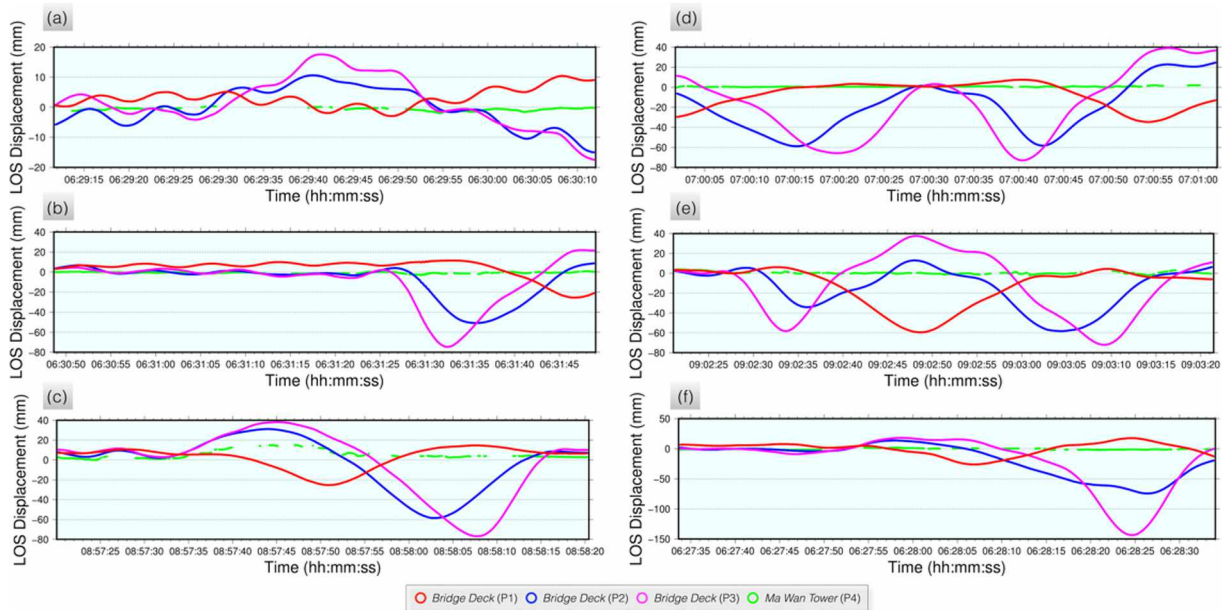 (a)
LOS Displacement (mm)
20
10
0
−10
−20
06:29:15 06:29:20 06:29:25 06:29:30 06:29:35 06:29:40 06:29:45 06:29:50 06:29:55 06:30:00 06:30:05 06:30:10
Time (hh:mm:ss)
(b)
LOS Displacement (mm)
40
20
0
−20
−40
−60
−80
06:30:50 06:30:55 06:31:00 06:31:05 06:31:10 06:31:15 06:31:20 06:31:25 06:31:30 06:31:35 06:31:40 06:31:45
Time (hh:mm:ss)
(c)
LOS Displacement (mm)
40
20
0
−20
−40
−60
−80
08:57:25 08:57:30 08:57:35 08:57:40 08:57:45 08:57:50 08:57:55 08:58:00 08:58:05 08:58:10 08:58:15 08:58:20
Time (hh:mm:ss)
(d)
LOS Displacement (mm)
40
20
0
−20
−40
−60
−80
07:00:05 07:00:10 07:00:15 07:00:20 07:00:25 07:00:30 07:00:35 07:00:40 07:00:45 07:00:50 07:00:55 07:01:00
Time (hh:mm:ss)
(e)
LOS Displacement (mm)
40
20
0
−20
−40
−60
−80
09:02:25 09:02:30 09:02:35 09:02:40 09:02:45 09:02:50 09:02:55 09:03:00 09:03:05 09:03:10 09:03:15 09:03:20
Time (hh:mm:ss)
(f)
LOS Displacement (mm)
50
0
−50
−100
−150
06:27:35 06:27:40 06:27:45 06:27:50 06:27:55 06:28:00 06:28:05 06:28:10 06:28:15 06:28:20 06:28:25 06:28:30
Time (hh:mm:ss)
Bridge Deck (P1) Bridge Deck (P2) Bridge Deck (P3) Ma Wan Tower (P4)